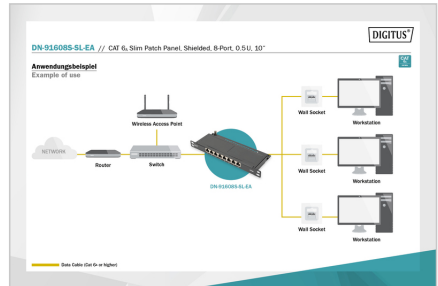 DIGITUS®
DN-91608S-SL-EA // CAT 6A Slim Patch Panel, Shielded, 8-Port, 0.5U, 10"
Anwendungsbeispiel
Example of use
Wireless Access Point
NETWORK
Router
Switch
DN-91608S-SL-EA
Wall Socket
Workstation
Wall Socket
Workstation
Wall Socket
Workstation
Data Cable (Cat 6A or higher)